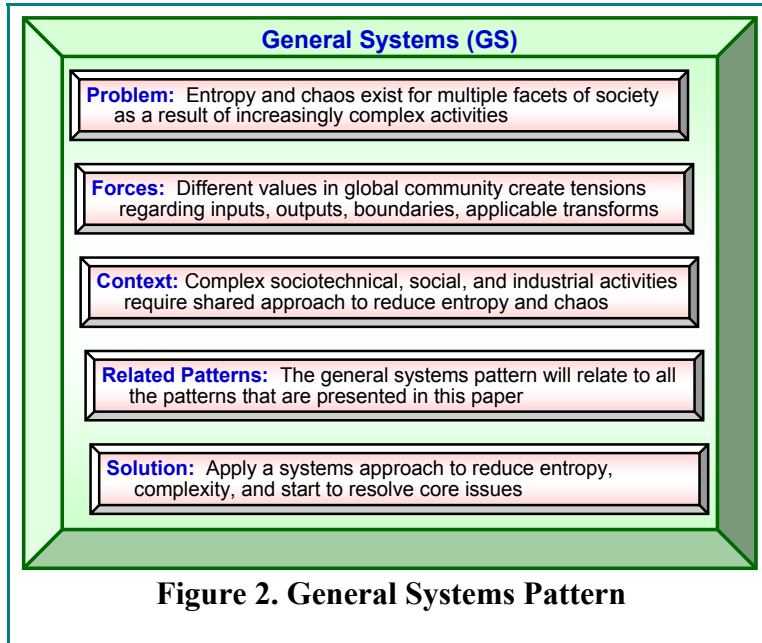 General Systems (GS)
Problem: Entropy and chaos exist for multiple facets of society
as a result of increasingly complex activities
Forces: Different values in global community create tensions
regarding inputs, outputs, boundaries, applicable transforms
Context: Complex sociotechnical, social, and industrial activities
require shared approach to reduce entropy and chaos
Related Patterns: The general systems pattern will relate to all
the patterns that are presented in this paper
Solution: Apply a systems approach to reduce entropy,
complexity, and start to resolve core issues
Figure 2. General Systems Pattern